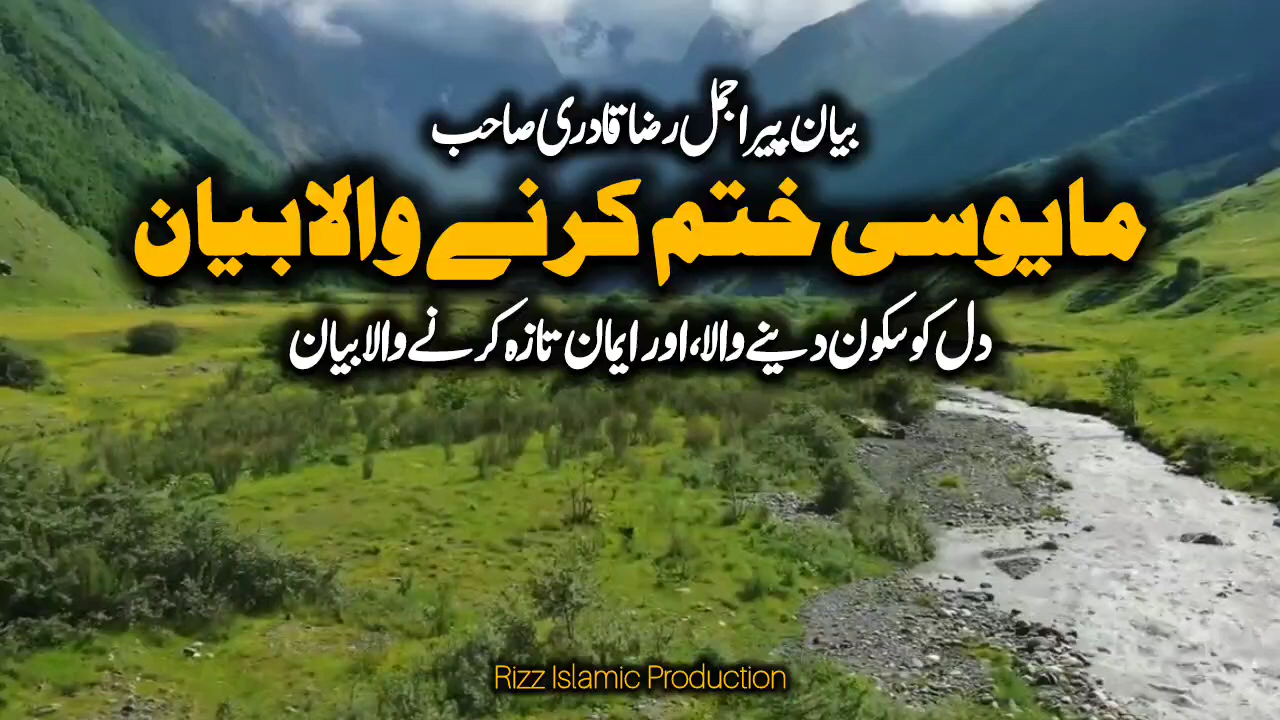 بیان پیر اجمل رضا قادری صاحب
مایوسی ختم کرنے والا بیان
دل کو سکون دینے والا، اور ایمان تازہ کرنے والا بیان
Rizz Islamic Production